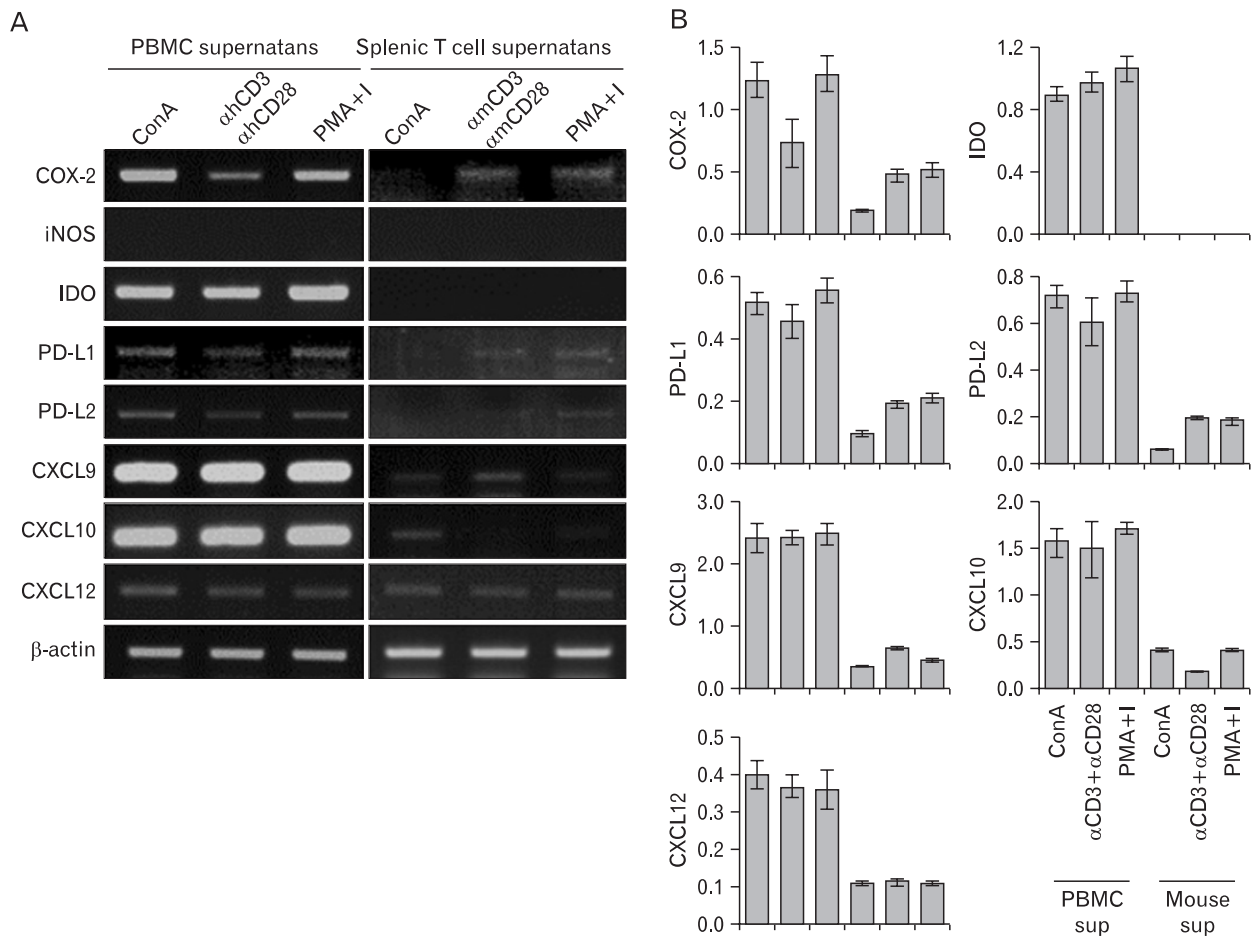 A
PBMC supernatans
Splenic T cell supernatans
ConA
αhCD3
αhCD28
PMA+I
ConA
αmCD3
αmCD28
PMA+I
COX-2
iNOS
IDO
PD-L1
PD-L2
CXCL9
CXCL10
CXCL12
β-actin
B
COX-2
1.5
1.0
0.5
0.0
IDO
1.2
0.8
0.4
0.0
PD-L1
0.6
0.4
0.2
0.0
PD-L2
0.8
0.6
0.4
0.2
0.0
CXCL9
3.0
2.0
1.0
0.0
CXCL10
2.0
1.5
1.0
0.5
0.0
CXCL12
0.5
0.4
0.3
0.2
0.1
0.0
ConA
αCD3+αCD28
PMA+I
ConA
αCD3+αCD28
PMA+I
PBMC
sup
Mouse
sup